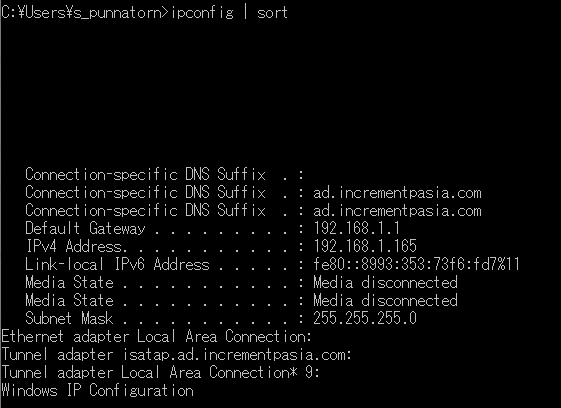 C:¥Users¥s_punnatorn>ipconfig | sort
Connection-specific DNS Suffix  . :
Connection-specific DNS Suffix  . : ad.incrementpasia.com
Connection-specific DNS Suffix  . : ad.incrementpasia.com
Default Gateway . . . . . . . . . : 192.168.1.1
IPv4 Address. . . . . . . . . . . : 192.168.1.165
Link-local IPv6 Address . . . . . : fe80::8993:353:73f6:fd7%11
Media State . . . . . . . . . . . : Media disconnected
Media State . . . . . . . . . . . : Media disconnected
Subnet Mask . . . . . . . . . . . : 255.255.255.0
Ethernet adapter Local Area Connection:
Tunnel adapter isatap.ad.incrementpasia.com:
Tunnel adapter Local Area Connection* 9:
Windows IP Configuration